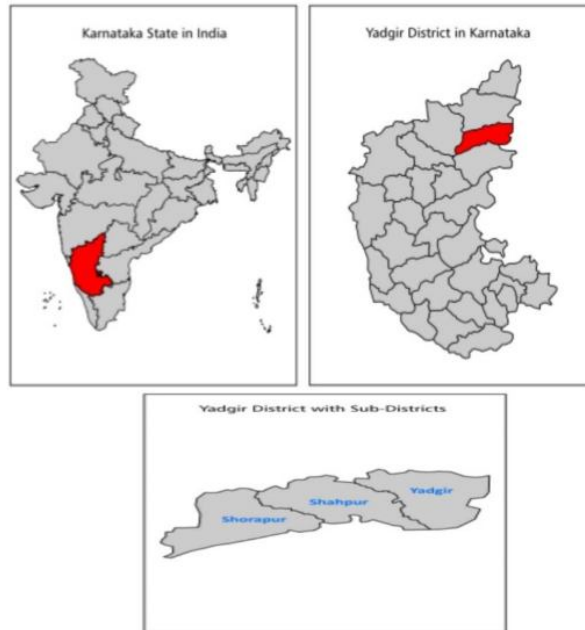 Karnataka State in India
Yadgir District in Karnataka
Yadgir District with Sub-Districts
Yadgir
Shahpur
Shorapur